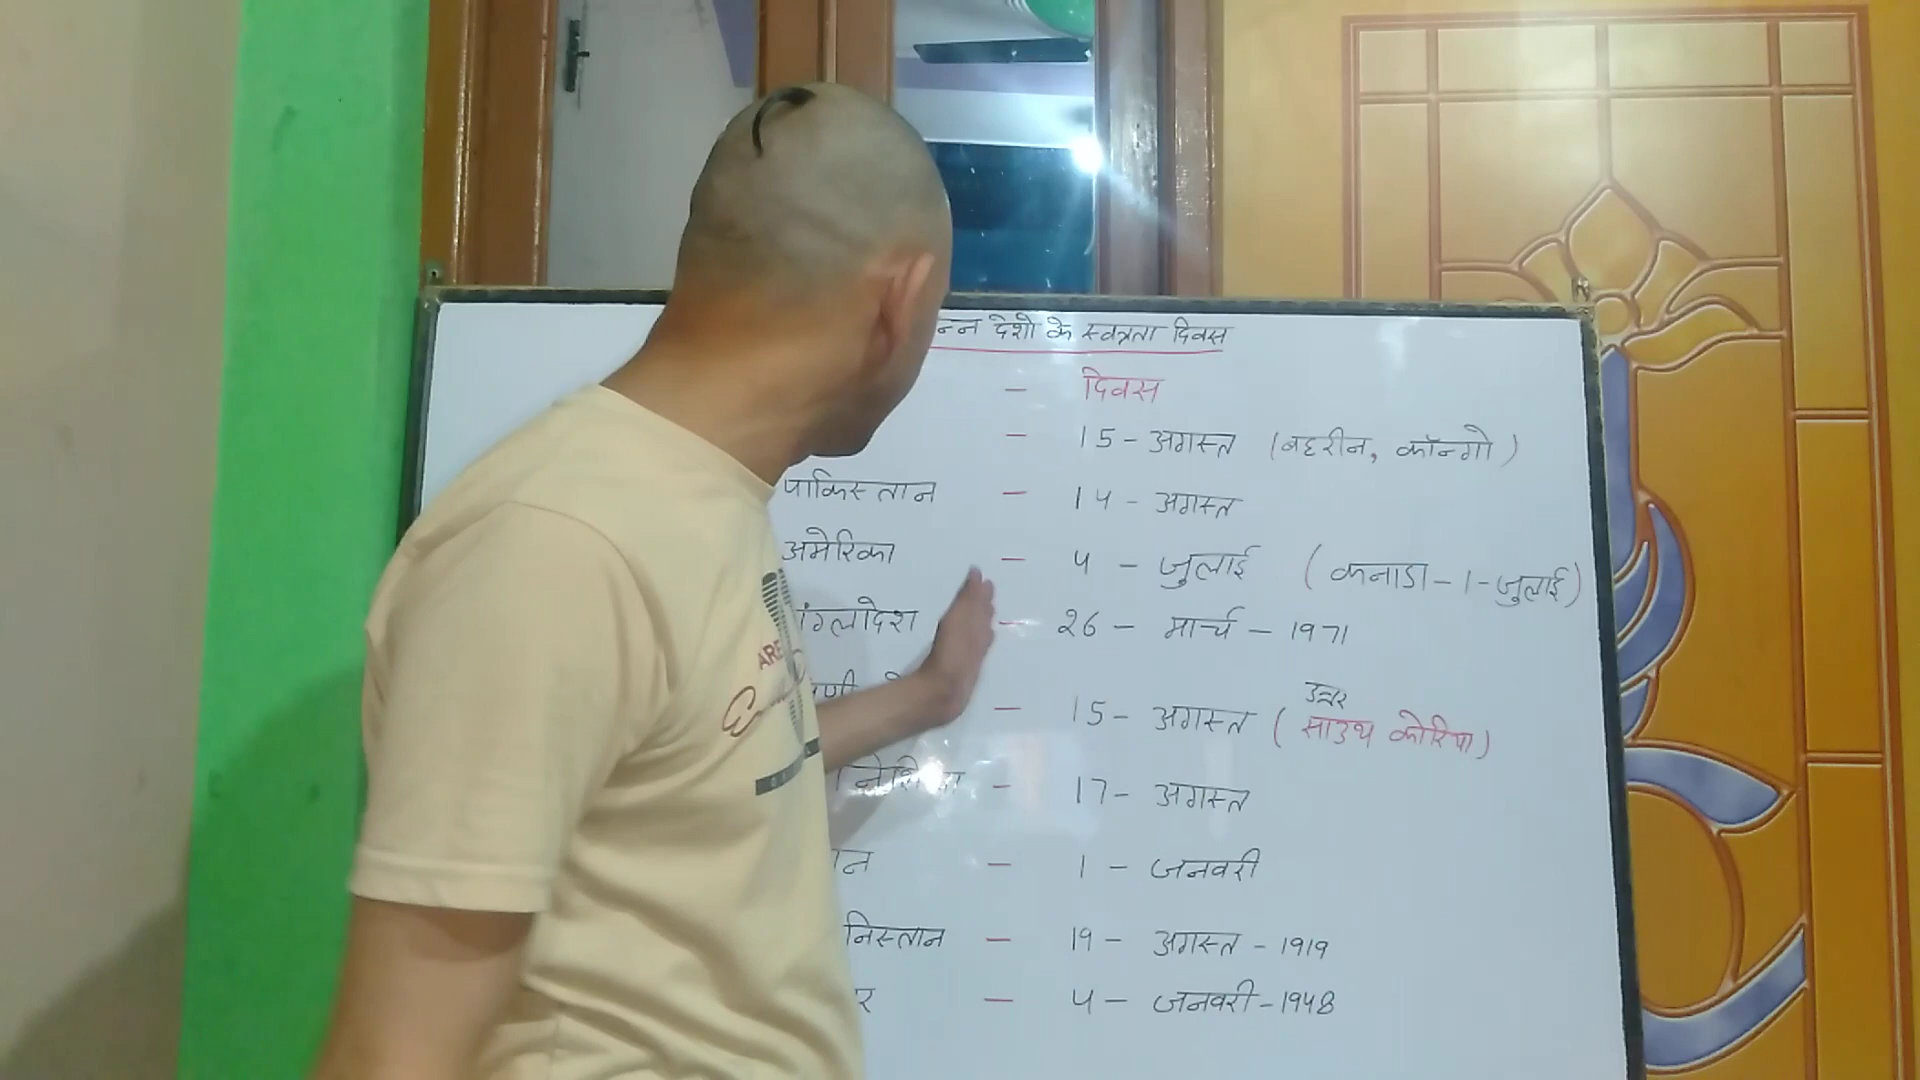 देशो के स्वत्रता दिवस
- दिवस
- 15 - अगस्त (बहरीन, कॉन्गो)
पाकिस्तान - 14 - अगस्त
अमेरिका - 4 - जुलाई (कनाडा - 1 - जुलाई)
- 26 - मार्च - 1971
उत्तर
- 15 - अगस्त (साउथ कोरिया)
- 17 - अगस्त
- 1 - जनवरी
- 19 - अगस्त - 1919
- 4 - जनवरी - 1948
ARE